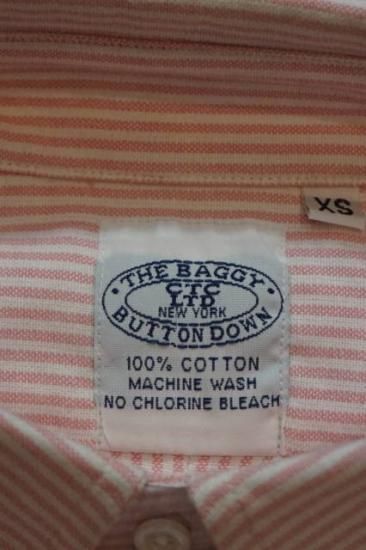 XS
THE BAGGY
CTC
LTD
NEW YORK
BUTTON DOWN
100% COTTON
MACHINE WASH
NO CHLORINE BLEACH